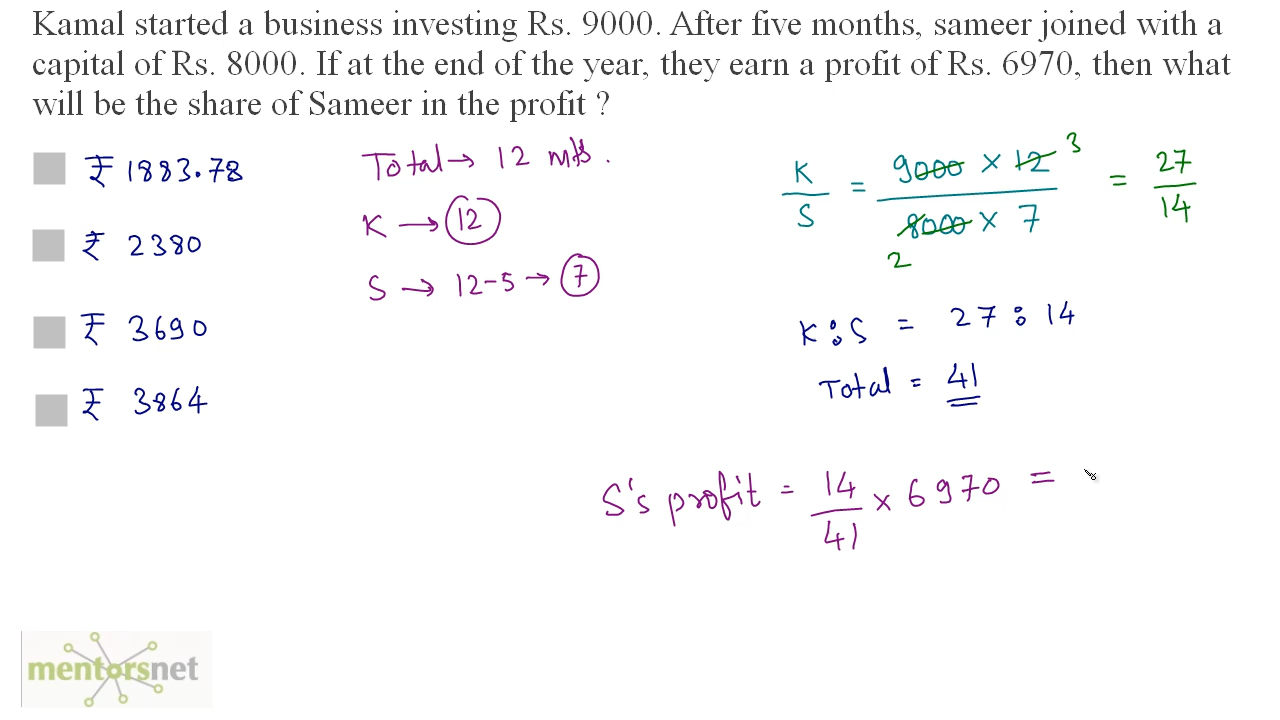 Kamal started a business investing Rs. 9000. After five months, sameer joined with a
capital of Rs. 8000. If at the end of the year, they earn a profit of Rs. 6970, then what
will be the share of Sameer in the profit ?
₹ 1883.78
₹ 2380
₹ 3690
₹ 3864
Total → 12 mts.
K → 12
S → 12-5 → 7
K/S = 9000 × 12 3 / 8000 × 7 2 = 27/14
K : S = 27 : 14
Total = 41
S's profit = 14/41 × 6970 =
mentorsnet